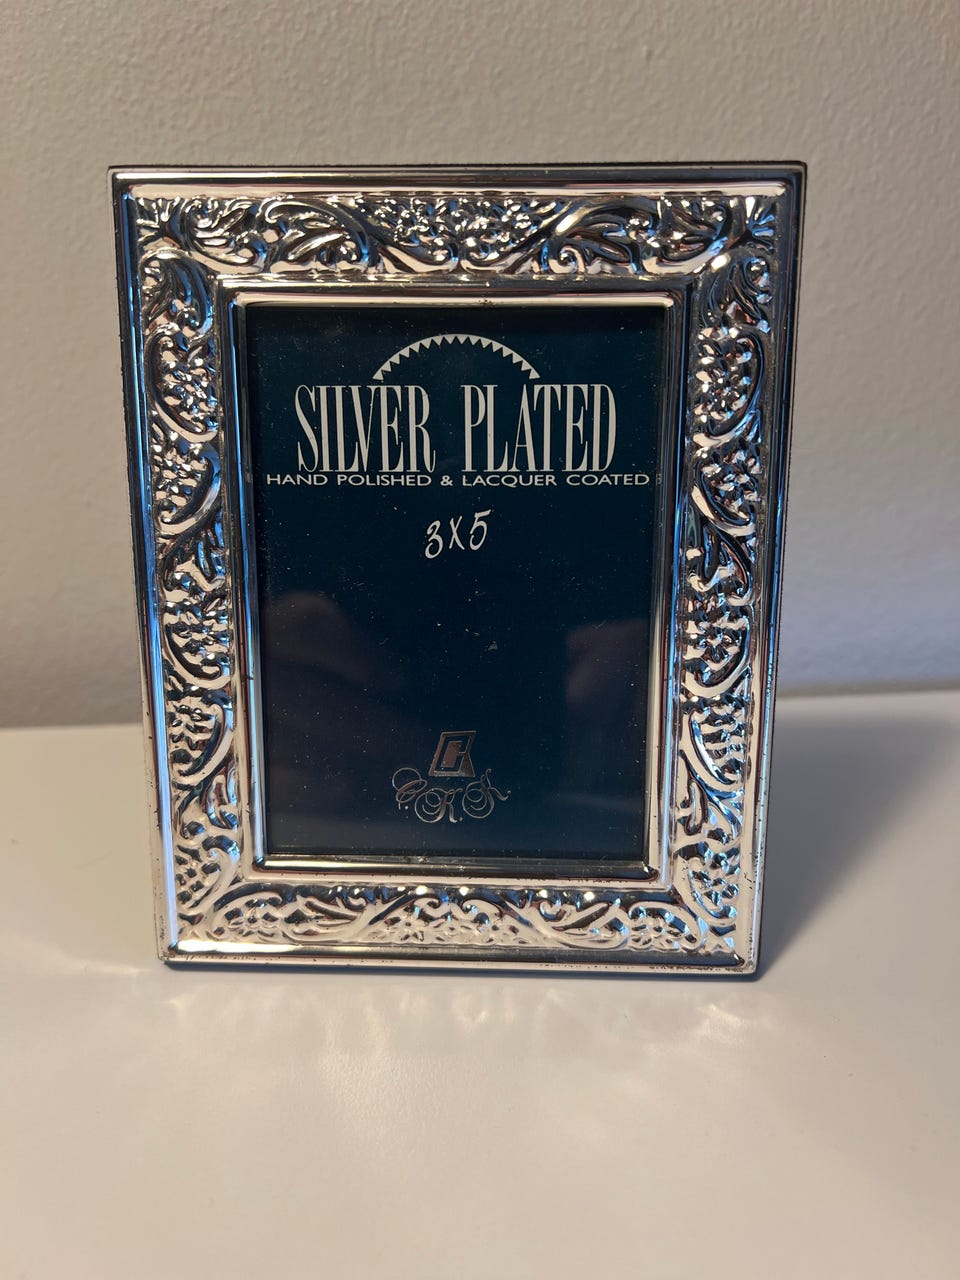 SILVER PLATED
HAND POLISHED & LACQUER COATED
3X5
C.K.K.